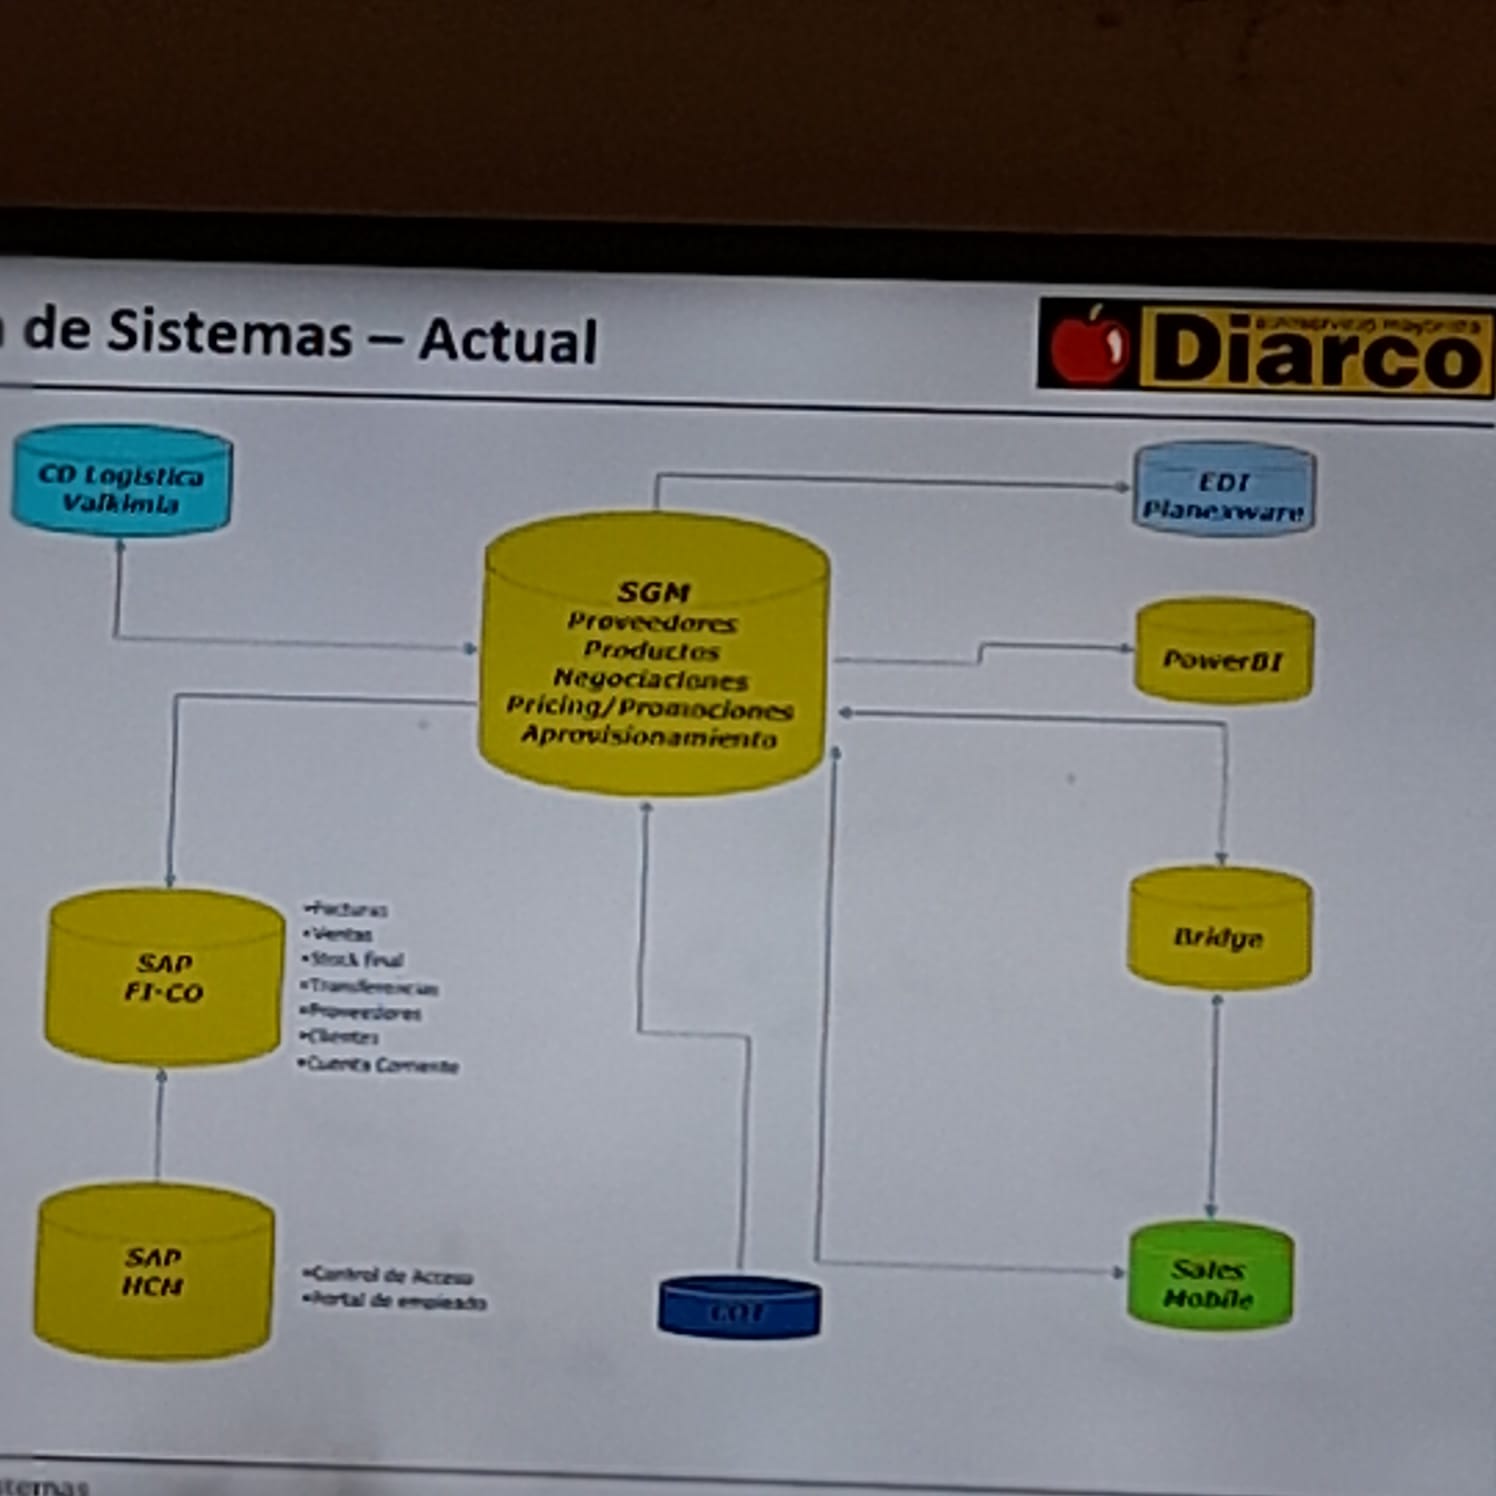 de Sistemas – Actual
autoservicio mayorista
Diarco
CD Logistica
Valkimia
EDI
Planexware
SGM
Proveedores
Productos
Negociaciones
Pricing/Promociones
Aprovisionamiento
PowerBI
SAP
FI-CO
•Facturas
•Ventas
•Stock final
•Transferencias
•Proveedores
•Clientes
•Cuenta Corriente
Bridge
SAP
HCM
•Control de Acceso
•Portal de empleado
COT
Sales
Mobile